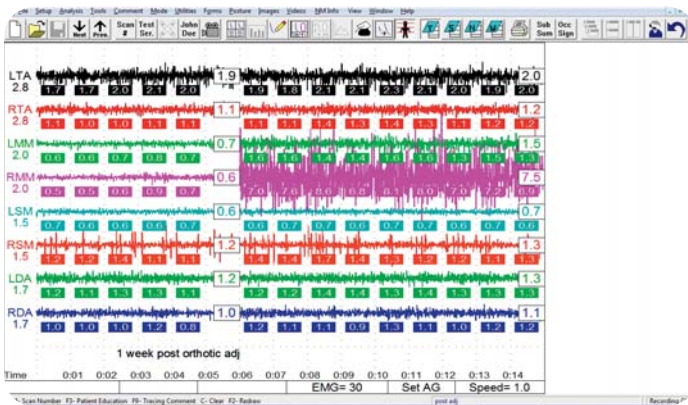 Setup Analysis Tools Comment Mode Utilities Forms Posture Images Videos NM Info View Window Help
Next Prev. Scan # Test Ser. John Doe Sub Sum Occ Sign
LTA 1.9 2.0
2.8 1.7 1.7 2.0 2.1 2.0 1.9 1.8 2.1 2.1 2.3 2.0 1.9 2.0
RTA 1.1 1.2
2.8 1.1 1.0 1.0 1.1 1.1 1.1 1.1 1.4 1.3 1.4 1.3 1.1 1.2 1.2
LMM 0.7 1.5
2.0 0.6 0.6 0.7 0.8 0.7 1.6 1.6 1.4 1.4 1.6 1.6 1.3 1.5 1.3
RMM 0.6 7.5
2.0 0.5 0.5 0.6 0.9 0.7 7.0 7.6 8.6 6.8 7.2 6.9
LSM 0.6 0.7
1.5 0.7 0.6 0.6 0.6 0.6 0.7 0.7 0.6 0.6 0.7 0.6 0.7
RSM 1.2 1.3
1.5 1.2 1.4 1.1 1.1 1.4 1.4 1.4 1.3 1.1 1.1 1.2
LDA 1.2 1.3
1.7 1.2 1.1 1.3 1.1 1.2 1.2 1.4 1.4 1.3 1.3 1.3 1.3
RDA 1.0 1.1
1.7 1.0 1.0 1.0 1.2 0.8 1.2 1.1 1.1 0.9 1.3 1.1 1.0 1.2 1.2
1 week post orthotic adj
Time 0:01 0:02 0:03 0:04 0:05 0:06 0:07 0:08 0:09 0:10 0:11 0:12 0:13 0:14
EMG= 30 Set AG Speed= 1.0
Scan Number F3- Patient Education F9- Tracing Comment C- Clear F2- Redraw post adj Recording